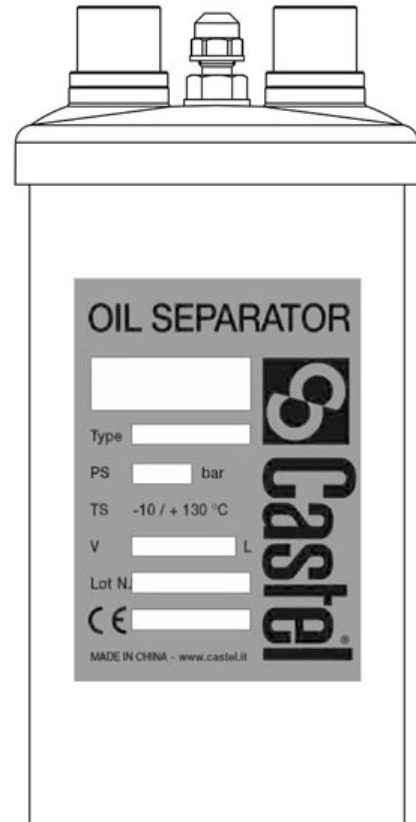 OIL SEPARATOR
Type
PS bar
TS -10 / + 130 °C
V L
Lot N.
CE
MADE IN CHINA - www.castel.it
Castel®